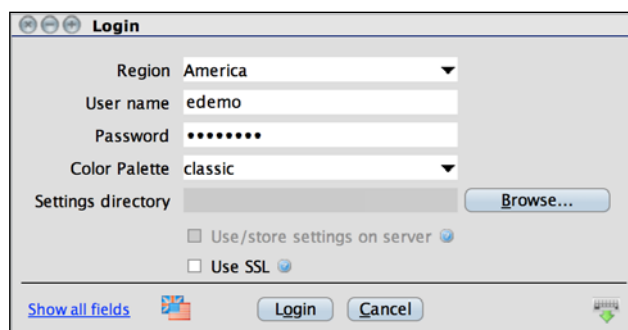 Login
Region America
User name edemo
Password ••••••••
Color Palette classic
Settings directory Browse...
Use/store settings on server
Use SSL
Show all fields Login Cancel